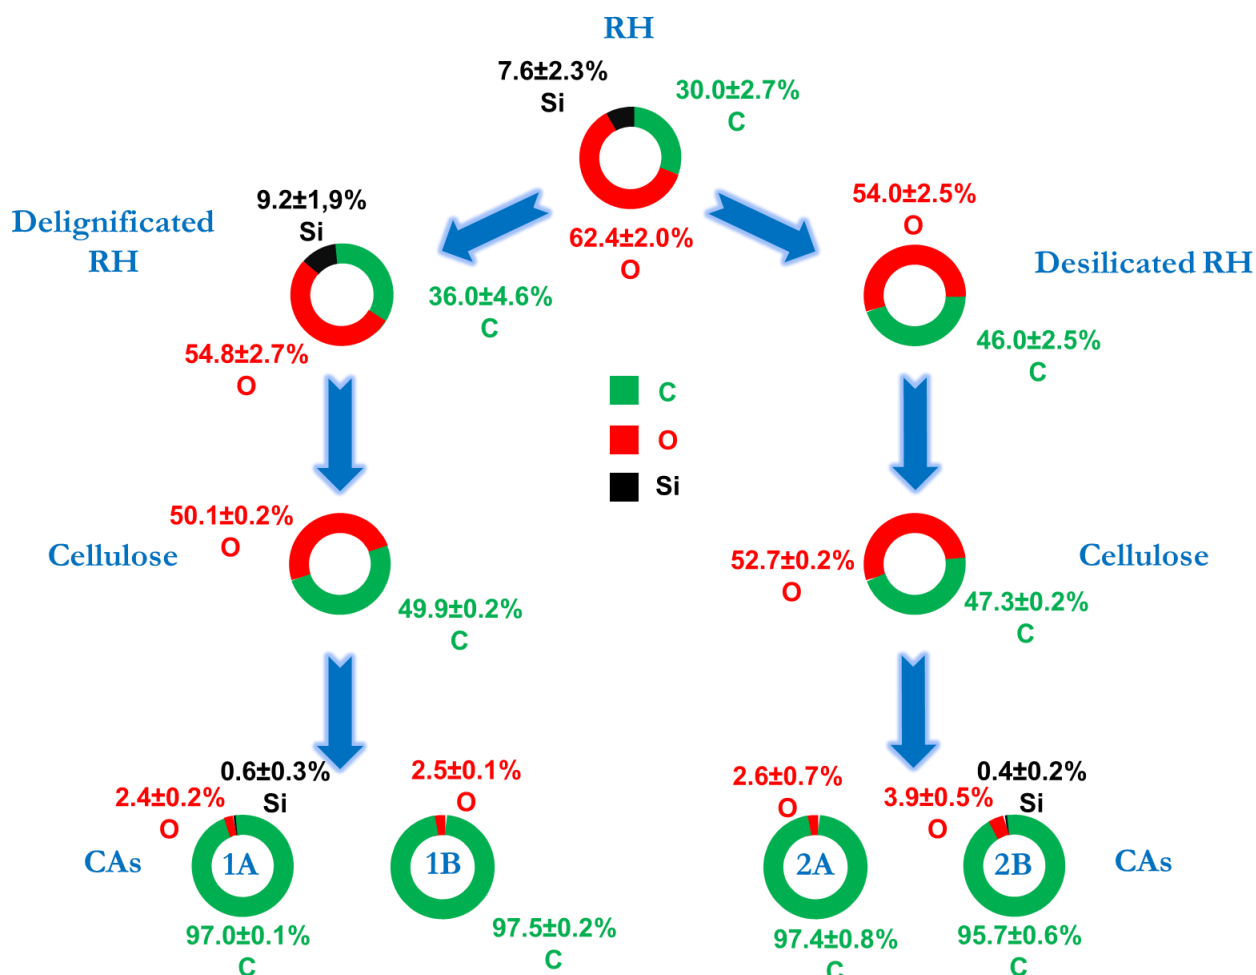 RH
7.6±2.3%
Si
30.0±2.7%
C
62.4±2.0%
O
Delignificated
RH
9.2±1,9%
Si
36.0±4.6%
C
54.8±2.7%
O
54.0±2.5%
O
Desilicated RH
46.0±2.5%
C
C
O
Si
Cellulose
50.1±0.2%
O
49.9±0.2%
C
52.7±0.2%
O
Cellulose
47.3±0.2%
C
CAs
2.4±0.2%
O
0.6±0.3%
Si
1A
97.0±0.1%
C
2.5±0.1%
O
1B
97.5±0.2%
C
2.6±0.7%
O
2A
97.4±0.8%
C
3.9±0.5%
O
0.4±0.2%
Si
2B
95.7±0.6%
C
CAs